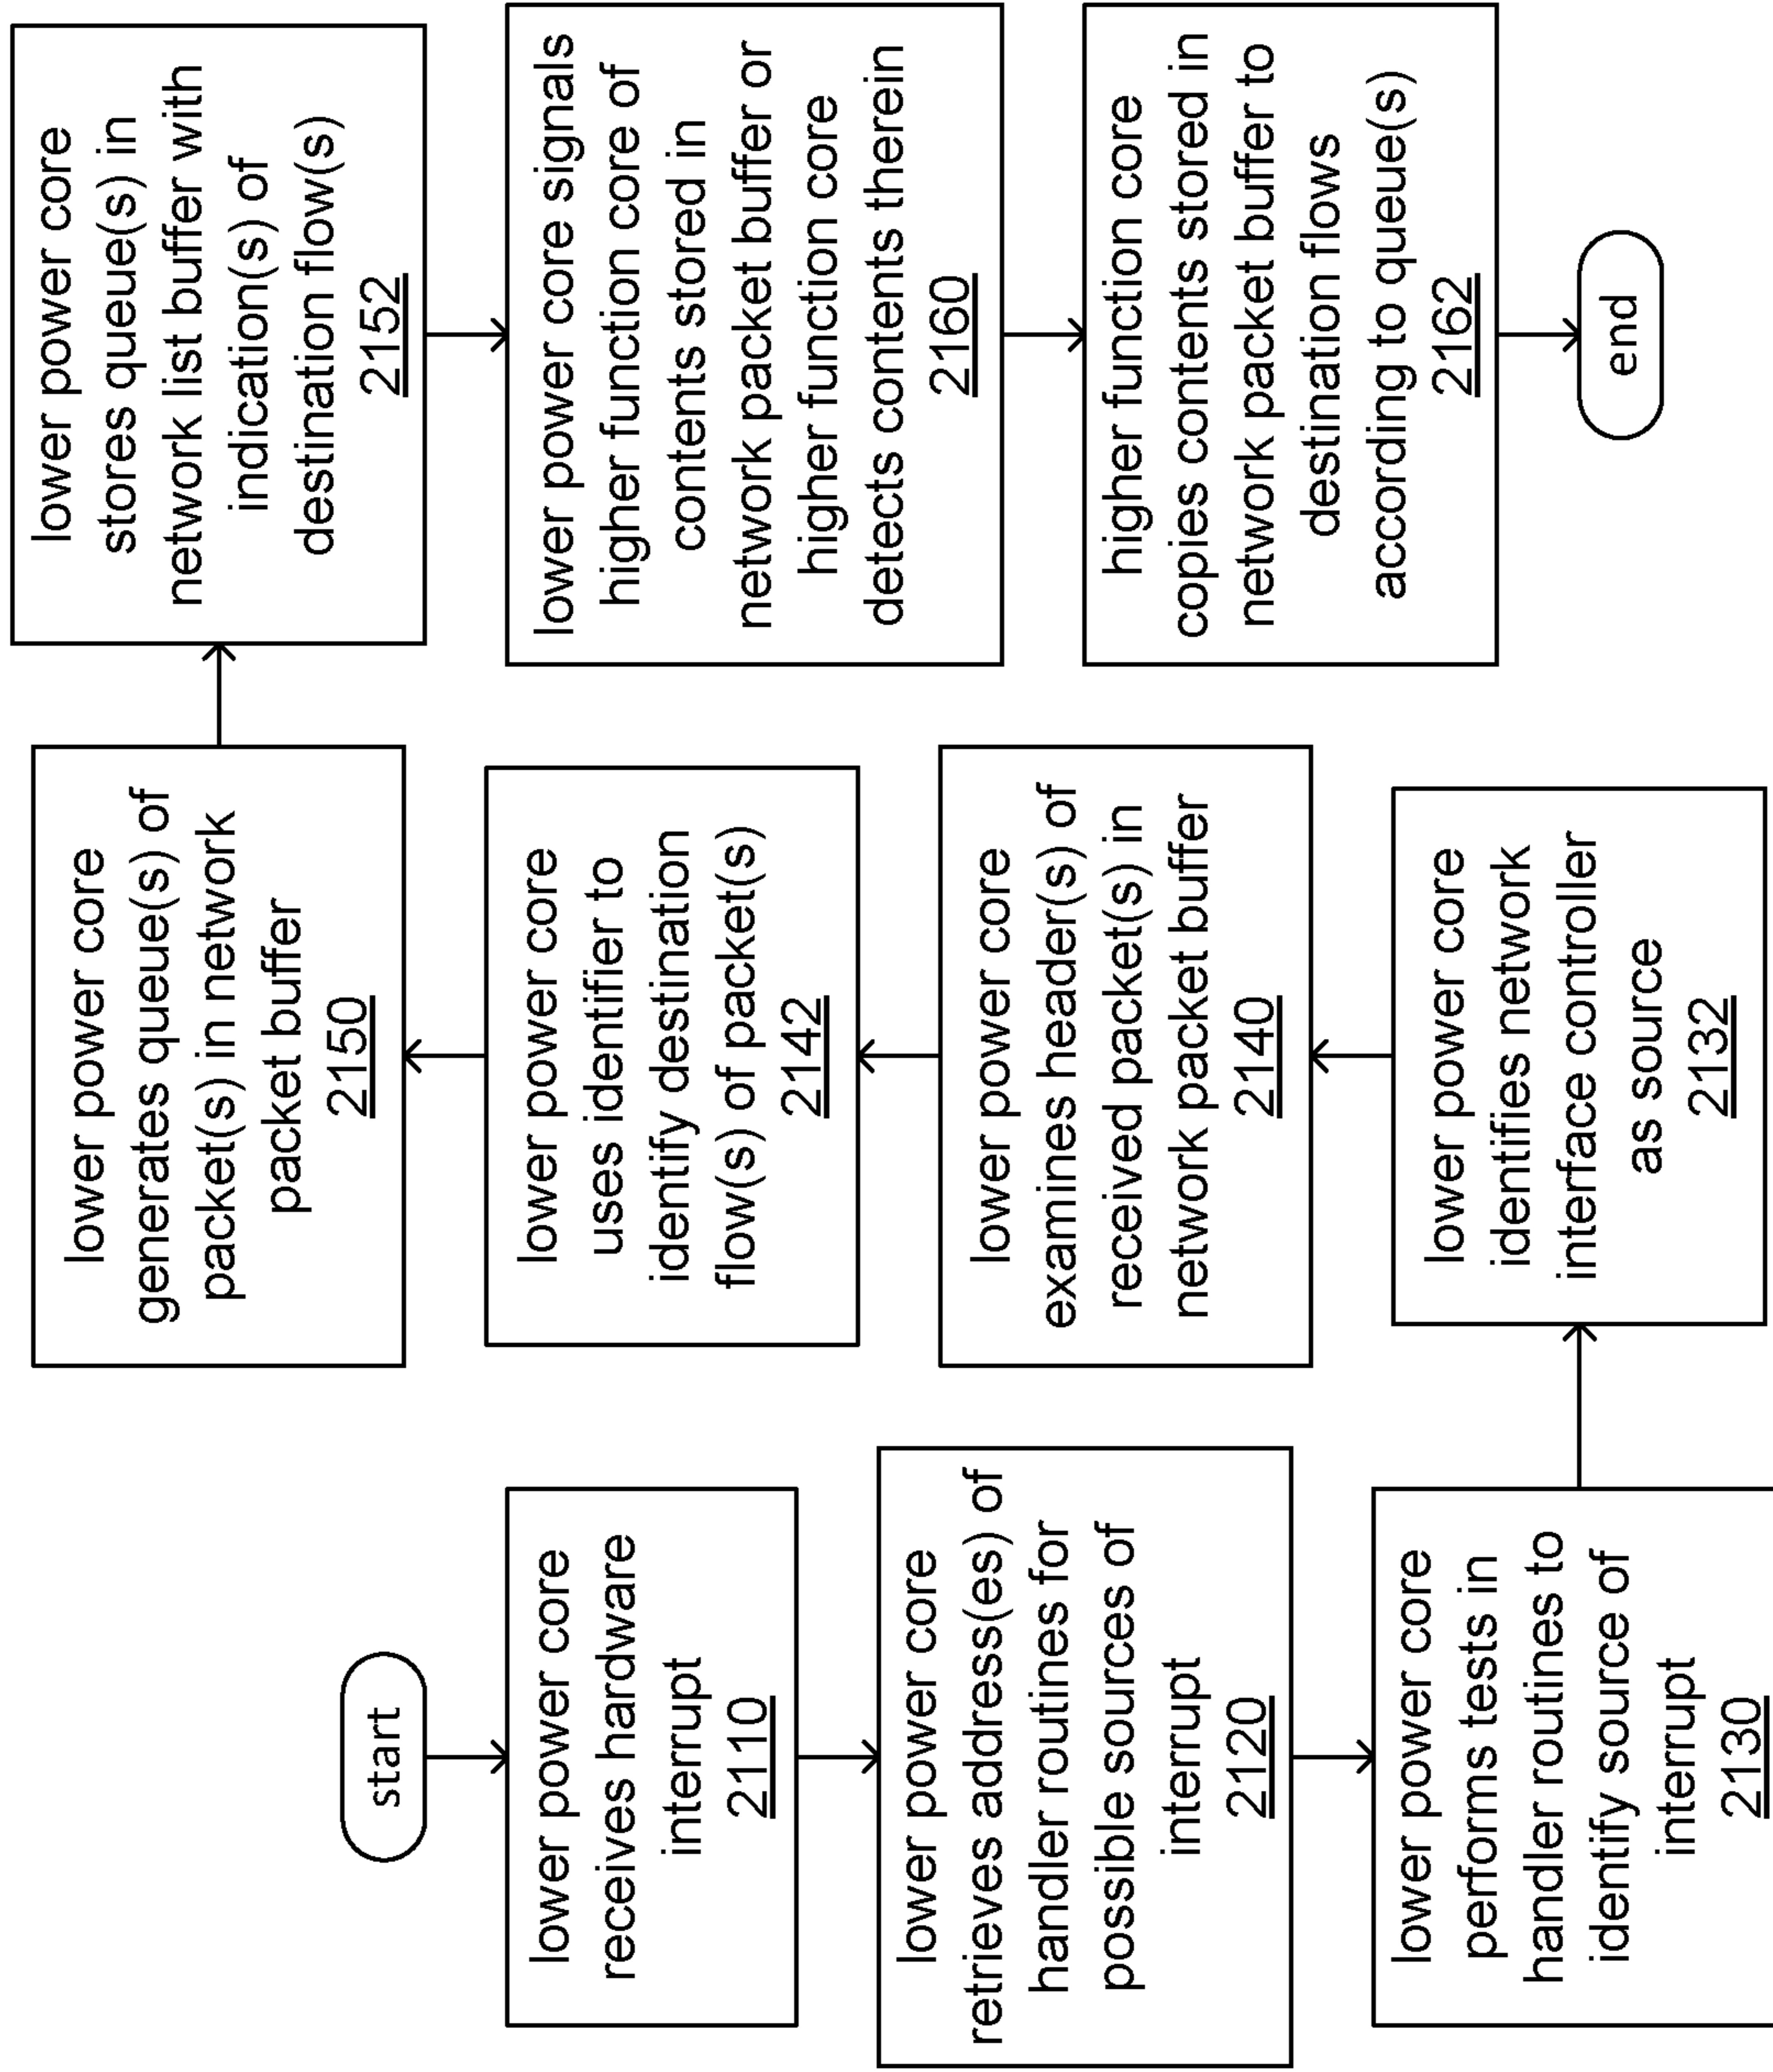 start
lower power core
receives hardware
interrupt
2110
lower power core
retrieves address(es) of
handler routines for
possible sources of
interrupt
2120
lower power core
performs tests in
handler routines to
identify source of
interrupt
2130
lower power core
identifies network
interface controller
as source
2132
lower power core
examines header(s) of
received packet(s) in
network packet buffer
2140
lower power core
uses identifier to
identify destination
flow(s) of packet(s)
2142
lower power core
generates queue(s) of
packet(s) in network
packet buffer
2150
lower power core
stores queue(s) in
network list buffer with
indication(s) of
destination flow(s)
2152
lower power core signals
higher function core of
contents stored in
network packet buffer or
higher function core
detects contents therein
2160
higher function core
copies contents stored in
network packet buffer to
destination flows
according to queue(s)
2162
end